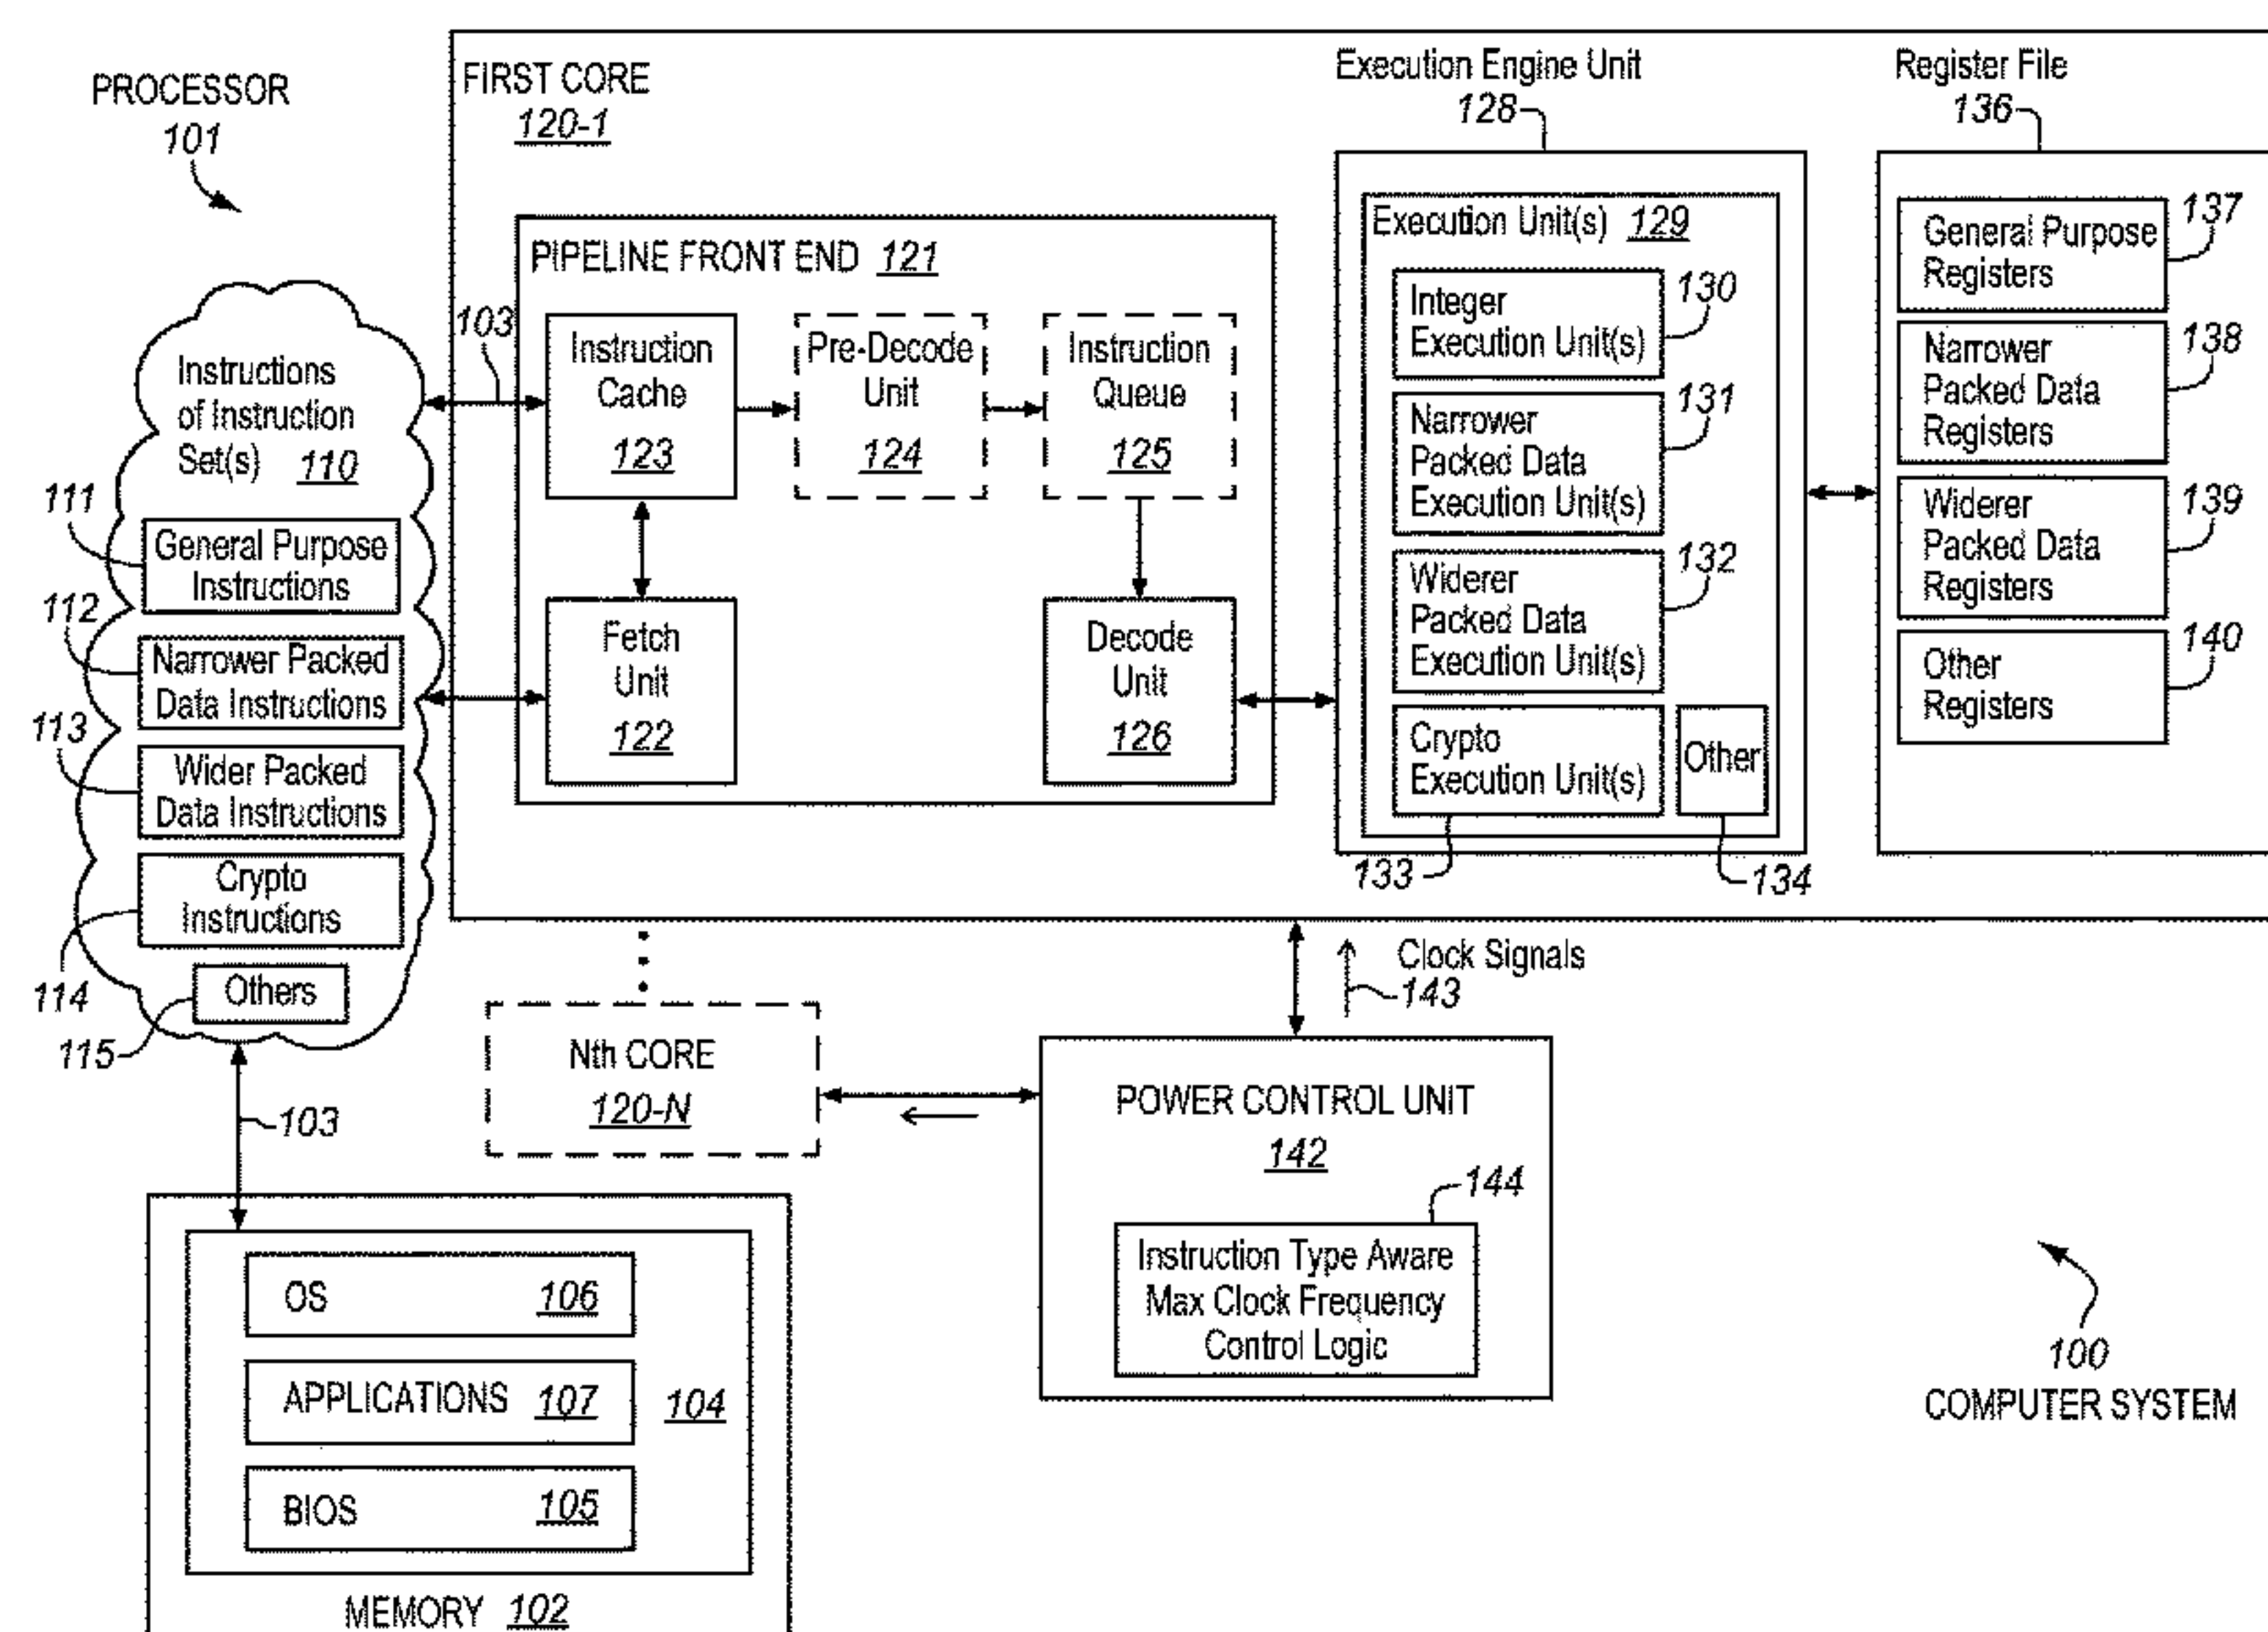 PROCESSOR
101
FIRST CORE
120-1
Execution Engine Unit
128
Register File
136
PIPELINE FRONT END 121
103
Instruction
Cache
123
Pre-Decode
Unit
124
Instruction
Queue
125
Fetch
Unit
122
Decode
Unit
126
Execution Unit(s) 129
Integer
Execution Unit(s)
130
Narrower
Packed Data
Execution Unit(s)
131
Widerer
Packed Data
Execution Unit(s)
132
Crypto
Execution Unit(s)
133
Other
134
General Purpose
Registers
137
Narrower
Packed Data
Registers
138
Widerer
Packed Data
Registers
139
Other
Registers
140
Instructions
of Instruction
Set(s) 110
111
General Purpose
Instructions
112
Narrower Packed
Data Instructions
113
Wider Packed
Data Instructions
114
Crypto
Instructions
115
Others
103
Nth CORE
120-N
Clock Signals
143
POWER CONTROL UNIT
142
144
Instruction Type Aware
Max Clock Frequency
Control Logic
OS 106
APPLICATIONS 107
104
BIOS 105
MEMORY 102
100
COMPUTER SYSTEM